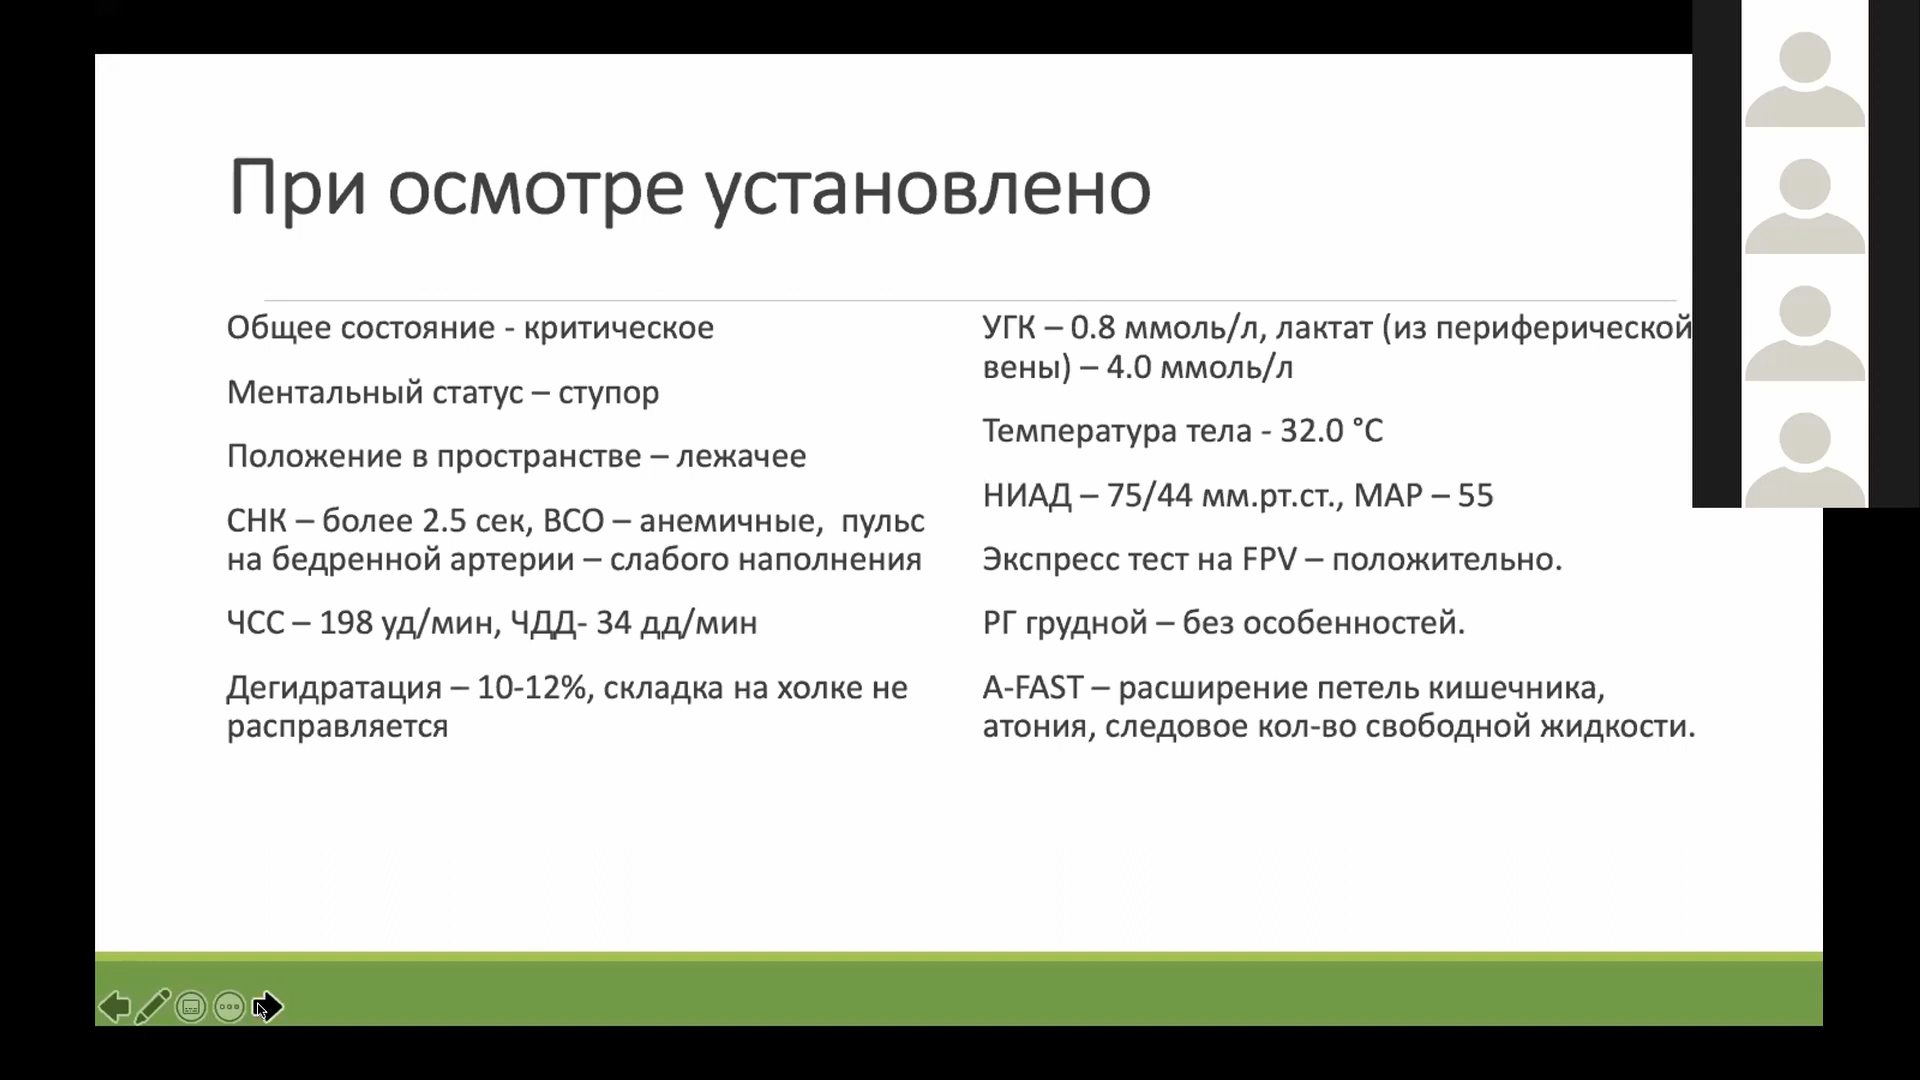 При осмотре установлено
Общее состояние - критическое
Ментальный статус – ступор
Положение в пространстве – лежачее
СНК – более 2.5 сек, ВСО – анемичные,  пульс
на бедренной артерии – слабого наполнения
ЧСС – 198 уд/мин, ЧДД- 34 дд/мин
Дегидратация – 10-12%, складка на холке не
расправляется
УГК – 0.8 ммоль/л, лактат (из периферической
вены) – 4.0 ммоль/л
Температура тела - 32.0 °С
НИАД – 75/44 мм.рт.ст., МАР – 55
Экспресс тест на FPV – положительно.
РГ грудной – без особенностей.
A-FAST – расширение петель кишечника,
атония, следовое кол-во свободной жидкости.